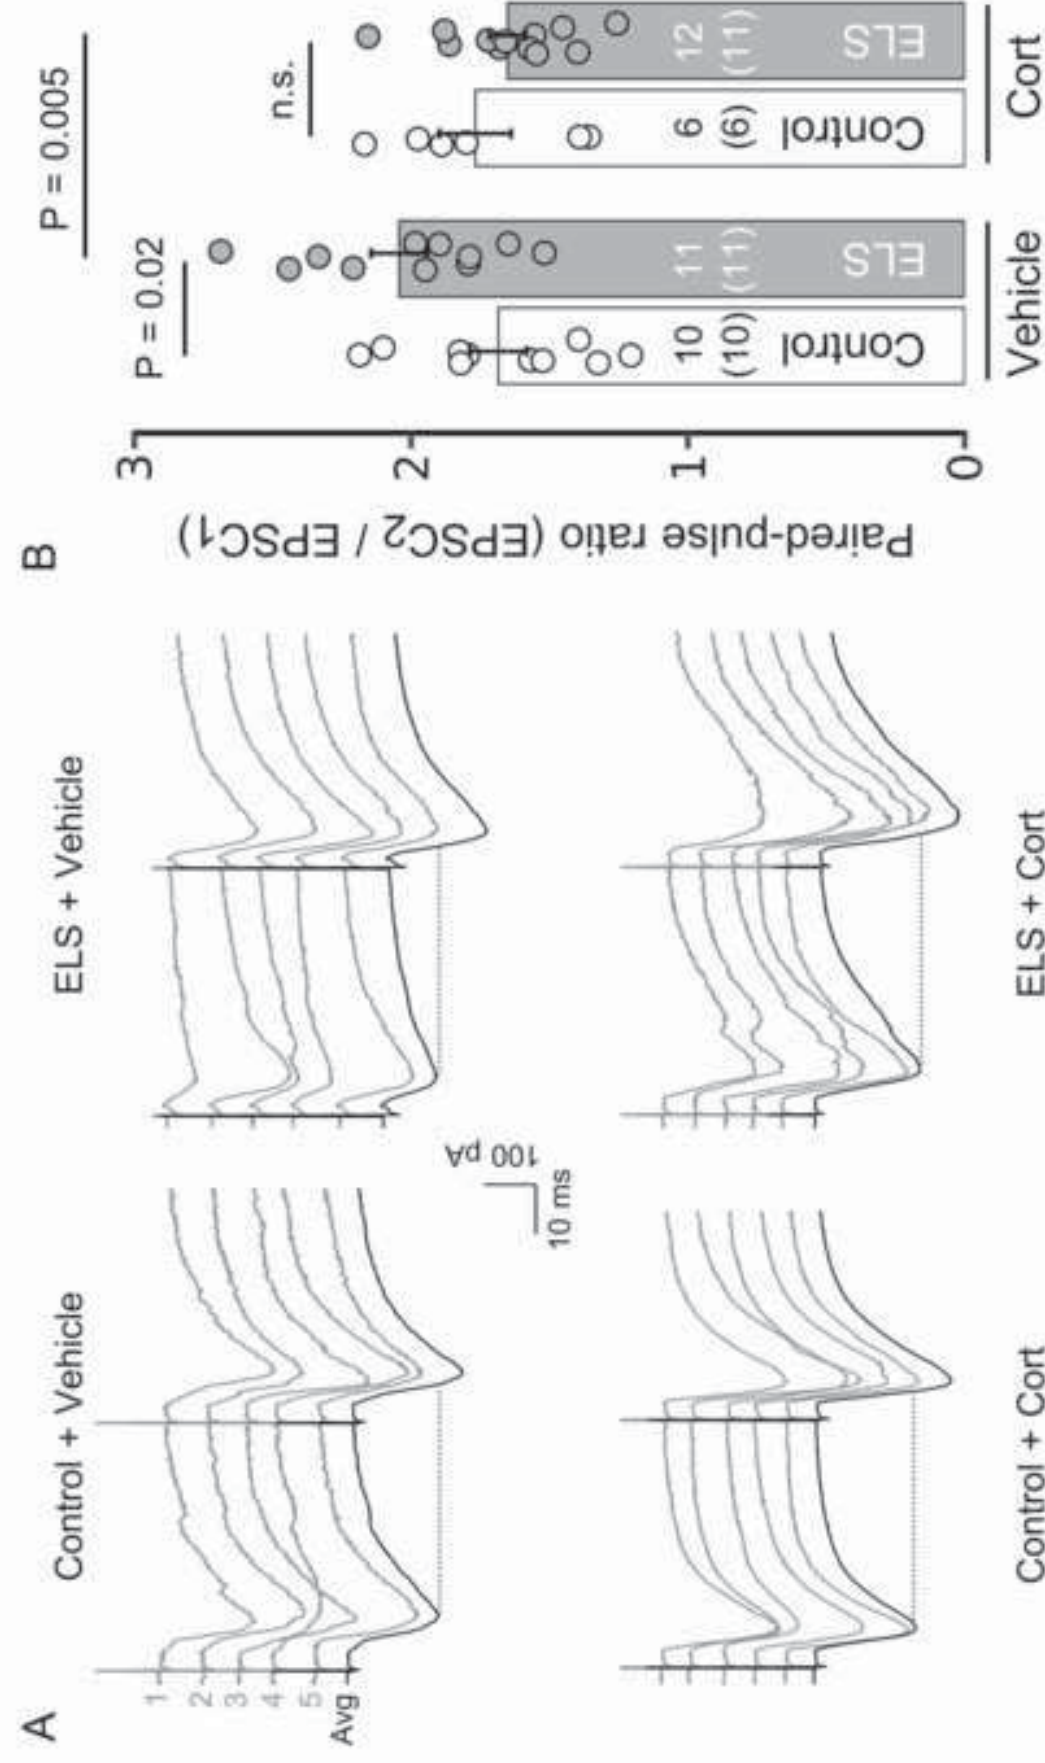 A
Control + Vehicle
ELS + Vehicle
1
2
3
4
5
Avg
100 pA
10 ms
Control + Cort
ELS + Cort
B
P = 0.005
P = 0.02
n.s.
Paired-pulse ratio (EPSC2 / EPSC1)
3
2
1
0
10
(10)
Control
11
(11)
ELS
6
(6)
Control
12
(11)
ELS
Vehicle
Cort